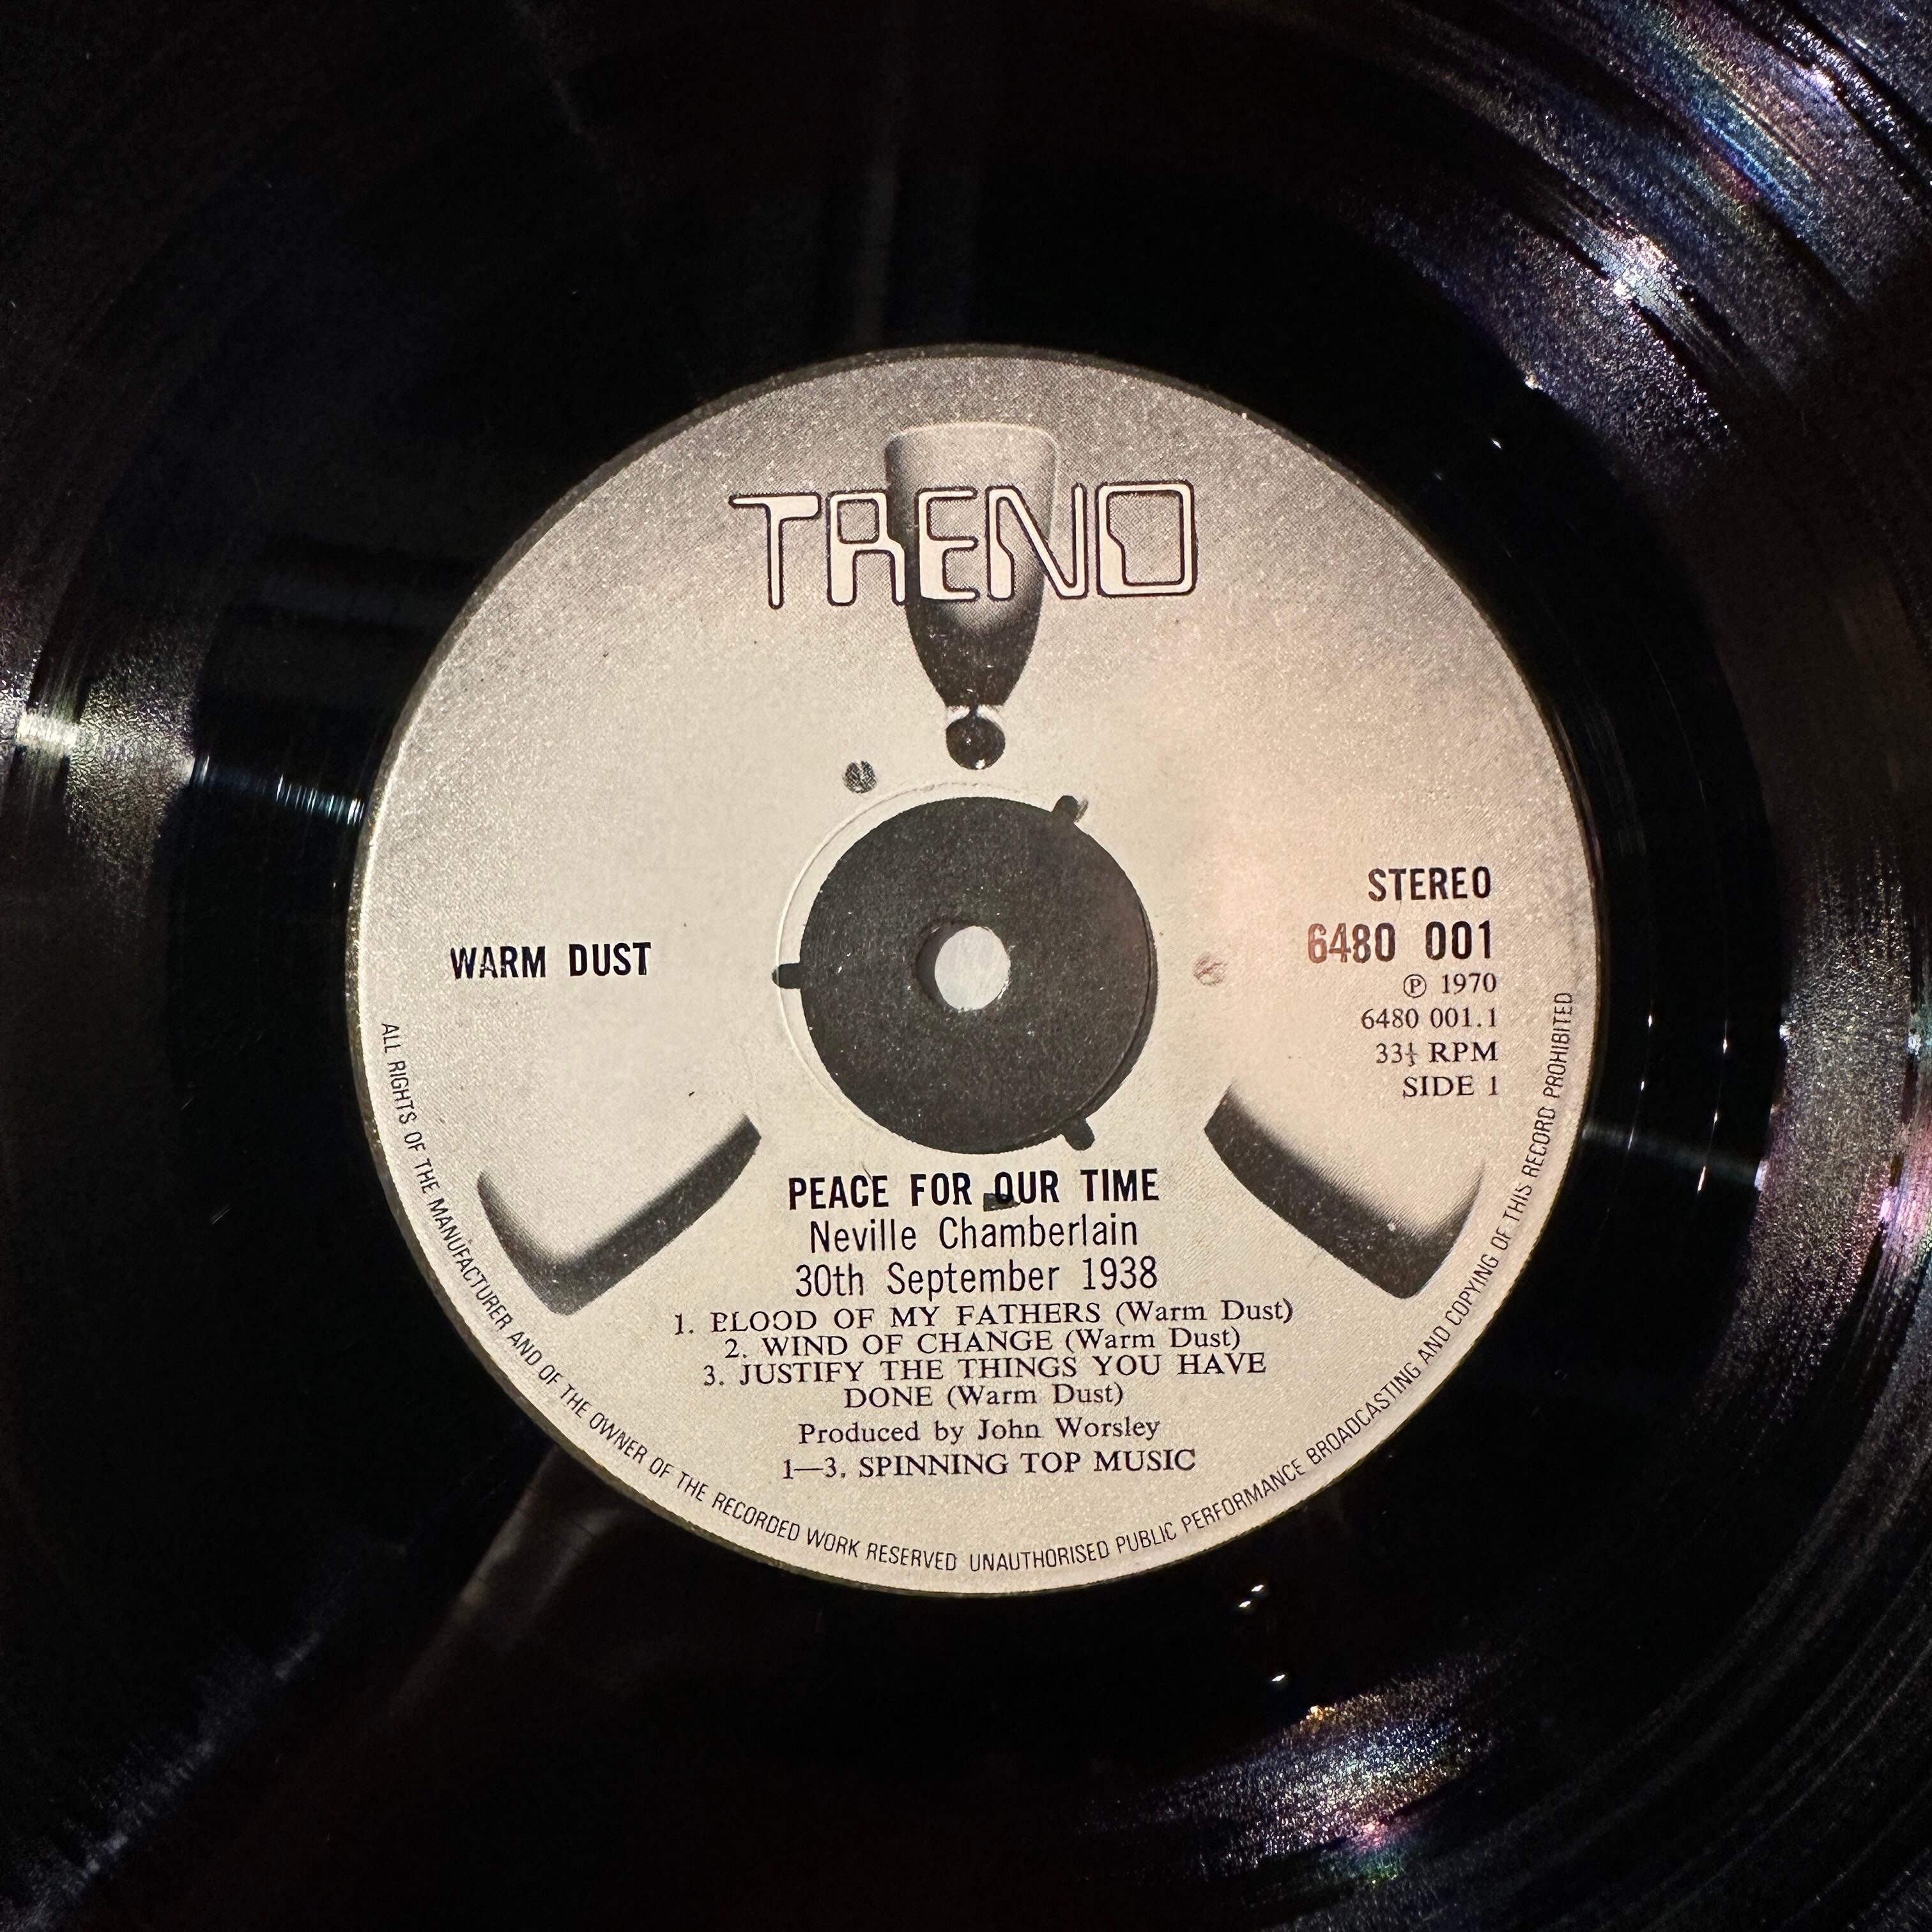 TREND
WARM DUST
STEREO
6480 001
℗ 1970
6480 001.1
33⅓ RPM
SIDE 1
PEACE FOR OUR TIME
Neville Chamberlain
30th September 1938
1. BLOOD OF MY FATHERS (Warm Dust)
2. WIND OF CHANGE (Warm Dust)
3. JUSTIFY THE THINGS YOU HAVE
DONE (Warm Dust)
Produced by John Worsley
1—3. SPINNING TOP MUSIC
ALL RIGHTS OF THE MANUFACTURER AND OF THE OWNER OF THE RECORDED WORK RESERVED UNAUTHORISED PUBLIC PERFORMANCE BROADCASTING AND COPYING OF THIS RECORD PROHIBITED